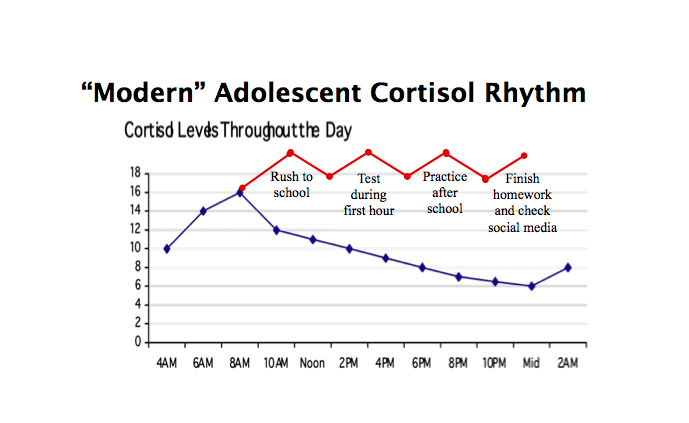 “Modern” Adolescent Cortisol Rhythm
Cortisol Levels Throughout the Day
18
16
14
12
10
8
6
4
2
0
Rush to
school
Test
during
first hour
Practice
after
school
Finish
homework
and check
social media
4AM 6AM 8AM 10AM Noon 2PM 4PM 6PM 8PM 10PM Mid 2AM